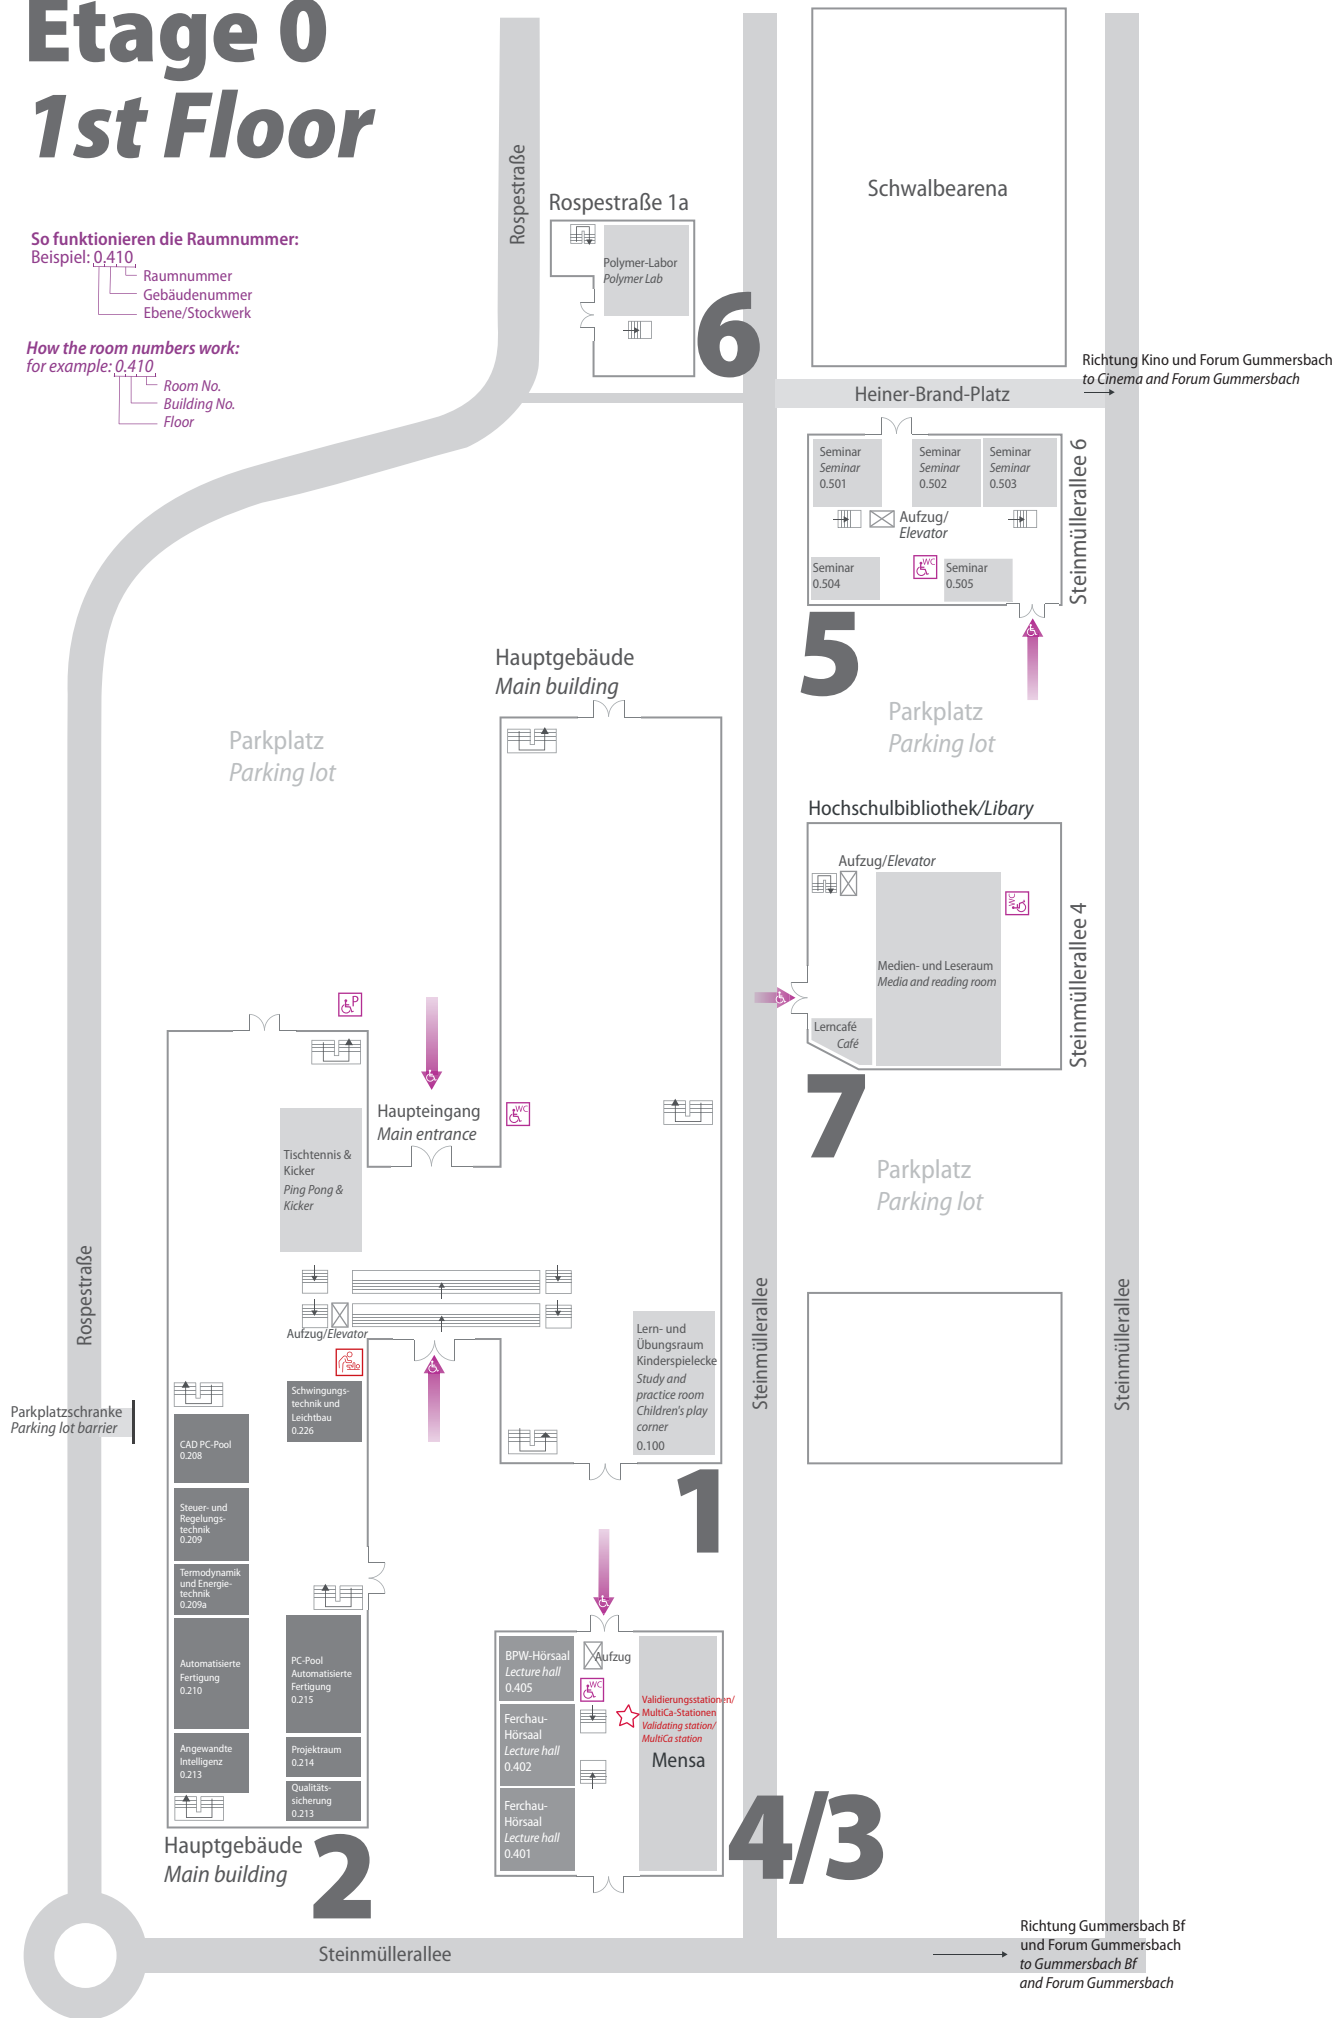 Etage 0
1st Floor
So funktionieren die Raumnummer:
Beispiel: 0.410
Raumnummer
Gebäudenummer
Ebene/Stockwerk
How the room numbers work:
for example: 0.410
Room No.
Building No.
Floor
Rospestraße
Rospestraße 1a
Polymer-Labor
Polymer Lab
6
Schwalbearena
Richtung Kino und Forum Gummersbach
to Cinema and Forum Gummersbach
Heiner-Brand-Platz
Seminar
Seminar
0.501
Seminar
Seminar
0.502
Seminar
Seminar
0.503
Aufzug/
Elevator
Seminar
0.504
WC
Seminar
0.505
Steinmüllerallee 6
5
Parkplatz
Parking lot
Hauptgebäude
Main building
Parkplatz
Parking lot
Hochschulbibliothek/Libary
Aufzug/Elevator
WC
Medien- und Leseraum
Media and reading room
Lerncafé
Café
Steinmüllerallee 4
7
Parkplatz
Parking lot
P
Haupteingang
Main entrance
WC
Tischtennis &
Kicker
Ping Pong &
Kicker
Rospestraße
Aufzug/Elevator
Lern- und
Übungsraum
Kinderspielecke
Study and
practice room
Children's play
corner
0.100
Steinmüllerallee
Steinmüllerallee
Parkplatzschranke
Parking lot barrier
Schwingungs-
technik und
Leichtbau
0.226
CAD PC-Pool
0.208
Steuer- und
Regelungs-
technik
0.209
Termodynamik
und Energie-
technik
0.209a
Automatisierte
Fertigung
0.210
Angewandte
Intelligenz
0.213
PC-Pool
Automatisierte
Fertigung
0.215
Projektraum
0.214
Qualitäts-
sicherung
0.213
1
Hauptgebäude
Main building
2
BPW-Hörsaal
Lecture hall
0.405
Aufzug
WC
Ferchau-
Hörsaal
Lecture hall
0.402
Ferchau-
Hörsaal
Lecture hall
0.401
Validierungsstationen/
MultiCa-Stationen
Validating station/
MultiCa station
Mensa
4/3
Steinmüllerallee
Richtung Gummersbach Bf
und Forum Gummersbach
to Gummersbach Bf
and Forum Gummersbach